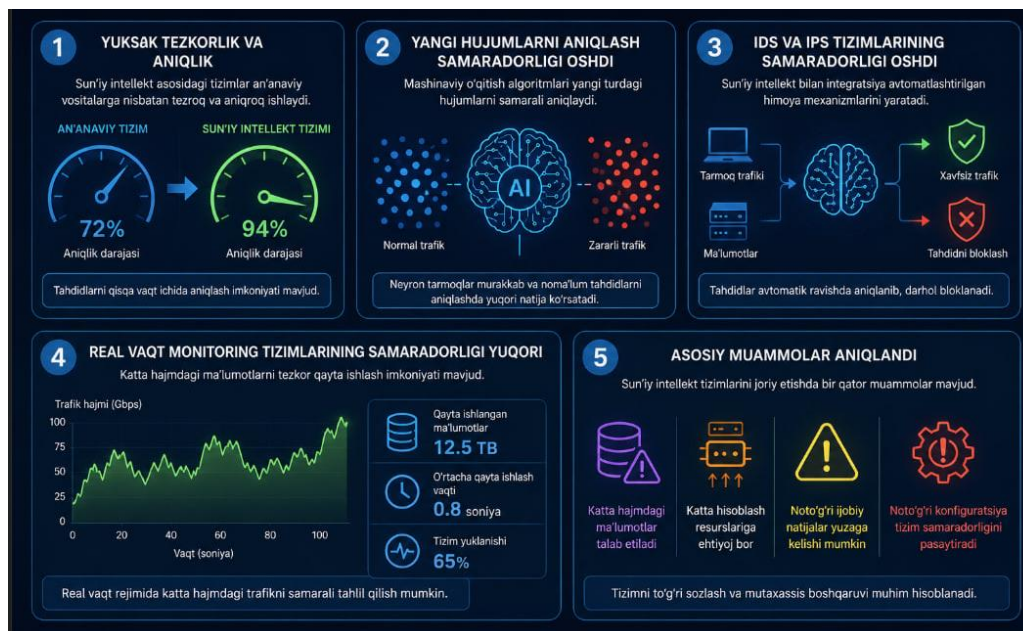 1
YUKSAK TEZKORLIK VA
ANIQLIK
Sun'iy intellekt asosidagi tizimlar an'anaviy
vositalarga nisbatan tezroq va aniqroq ishlaydi.
AN'ANAVIY TIZIM
SUN'IY INTELLEKT TIZIMI
72%
94%
Aniqlik darajasi
Aniqlik darajasi
Tahdidlarni qisqa vaqt ichida aniqlash imkoniyati mavjud.
2
YANGI HUJUMLARNI ANIQLASH
SAMARADORLIGI OSHDI
Mashinaviy o'qitish algoritmlari yangi turdagi
hujumlarni samarali aniqlaydi.
AI
Normal trafik
Zararli trafik
Neyron tarmoqlar murakkab va noma'lum tahdidlarni
aniqlashda yuqori natija ko'rsatadi.
3
IDS VA IPS TIZIMLARINING
SAMARADORLIGI OSHDI
Sun'iy intellekt bilan integratsiya avtomatlashtirilgan
himoya mexanizmlarini yaratadi.
Tarmoq trafiki
Xavfsiz trafik
Ma'lumotlar
Tahdidni bloklash
Tahdidlar avtomatik ravishda aniqlanib, darhol bloklanadi.
4
REAL VAQT MONITORING TIZIMLARINING SAMARADORLIGI YUQORI
Katta hajmdagi ma'lumotlarni tezkor qayta ishlash imkoniyati mavjud.
Trafik hajmi (Gbps)
100
75
50
25
0
0 20 40 60 80 100
Vaqt (soniya)
Qayta ishlangan
ma'lumotlar
12.5 TB
O'rtacha qayta ishlash
vaqti
0.8 soniya
Tizim yuklanishi
65%
Real vaqt rejimida katta hajmdagi trafikni samarali tahlil qilish mumkin.
5
ASOSIY MUAMMOLAR ANIQLANDI
Sun'iy intellekt tizimlarini joriy etishda bir qator muammolar mavjud.
Katta hajmdagi
ma'lumotlar
talab etiladi
Katta hisoblash
resurslariga
ehtiyoj bor
Noto'g'ri ijobiy
natijalar yuzaga
kelishi mumkin
Noto'g'ri konfiguratsiya
tizim samaradorligini
pasaytiradi
Tizimni to'g'ri sozlash va mutaxassis boshqaruvi muhim hisoblanadi.